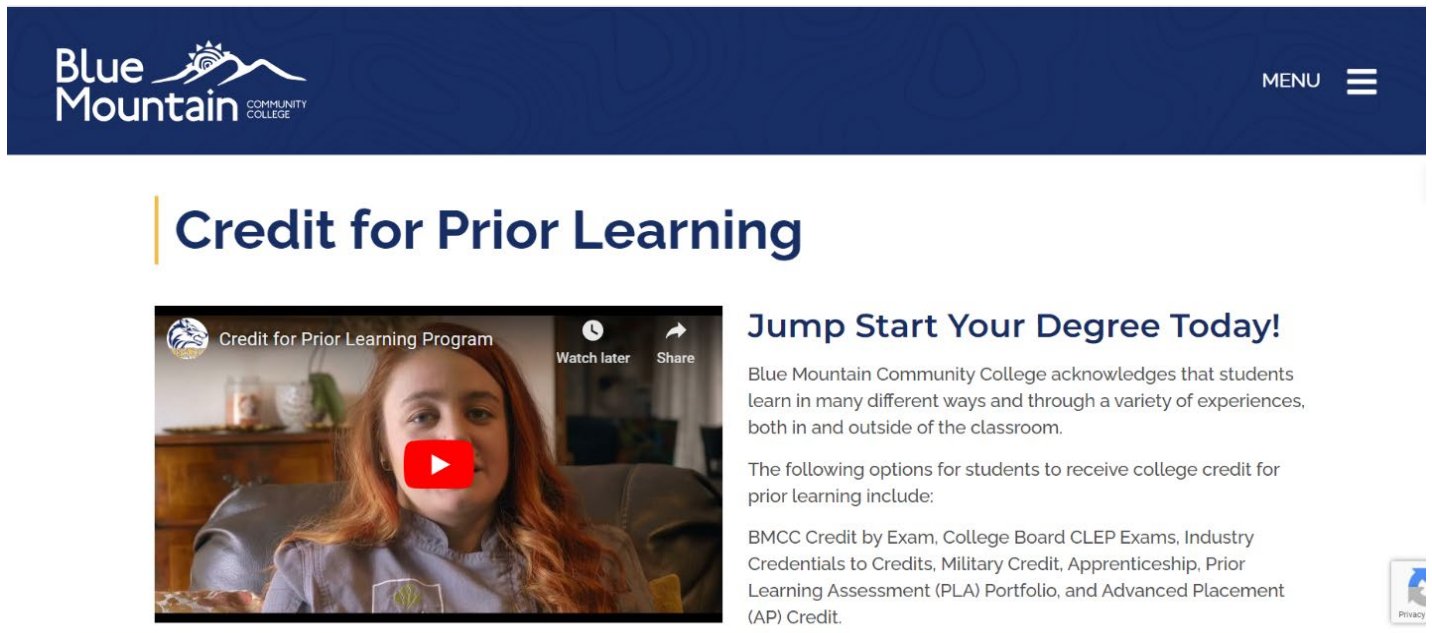 Blue
Mountain COMMUNITY COLLEGE
MENU
Credit for Prior Learning
Credit for Prior Learning Program
Watch later
Share
Jump Start Your Degree Today!
Blue Mountain Community College acknowledges that students
learn in many different ways and through a variety of experiences,
both in and outside of the classroom.
The following options for students to receive college credit for
prior learning include:
BMCC Credit by Exam, College Board CLEP Exams, Industry
Credentials to Credits, Military Credit, Apprenticeship, Prior
Learning Assessment (PLA) Portfolio, and Advanced Placement
(AP) Credit.
Privacy